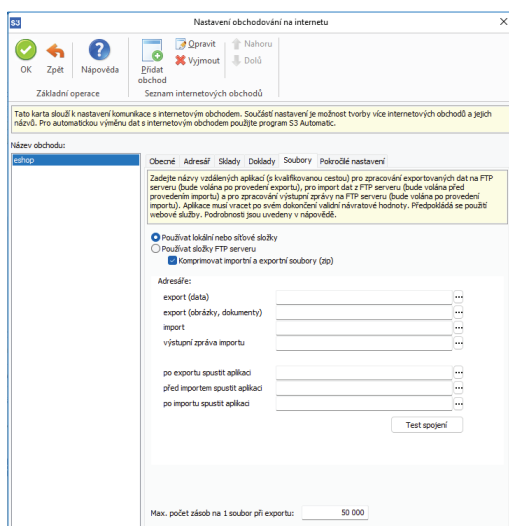 S3 Nastavení obchodování na internetu
OK Zpět Nápověda Přidat obchod Opravit Vyjmout Nahoru Dolů
Základní operace Seznam internetových obchodů
Tato karta slouží k nastavení komunikace s internetovým obchodem. Součástí nastavení je možnost tvorby více internetových obchodů a jejich
názvů. Pro automatickou výměnu dat s internetovým obchodem použijte program S3 Automatic.
Název obchodu:
eshop
Obecné Adresář Sklady Doklady Soubory Pokročilé nastavení
Zadejte názvy vzdálených aplikací (s kvalifikovanou cestou) pro zpracování exportovaných dat na FTP
serveru (bude volána po provedení exportu), pro import dat z FTP serveru (bude volána před
provedením importu) a pro zpracování výstupní zprávy na FTP serveru (bude volána po provedení
importu). Aplikace musí vracet po svém dokončení validní návratové hodnoty. Předpokládá se použití
webové služby. Podrobnosti jsou uvedeny v nápovědě.
Používat lokální nebo síťové složky
Používat složky FTP serveru
Komprimovat importní a exportní soubory (zip)
Adresáře:
export (data) ...
export (obrázky, dokumenty) ...
import ...
výstupní zpráva importu ...
po exportu spustit aplikaci ...
před importem spustit aplikaci ...
po importu spustit aplikaci ...
Test spojení
Max. počet zásob na 1 soubor při exportu: 50 000